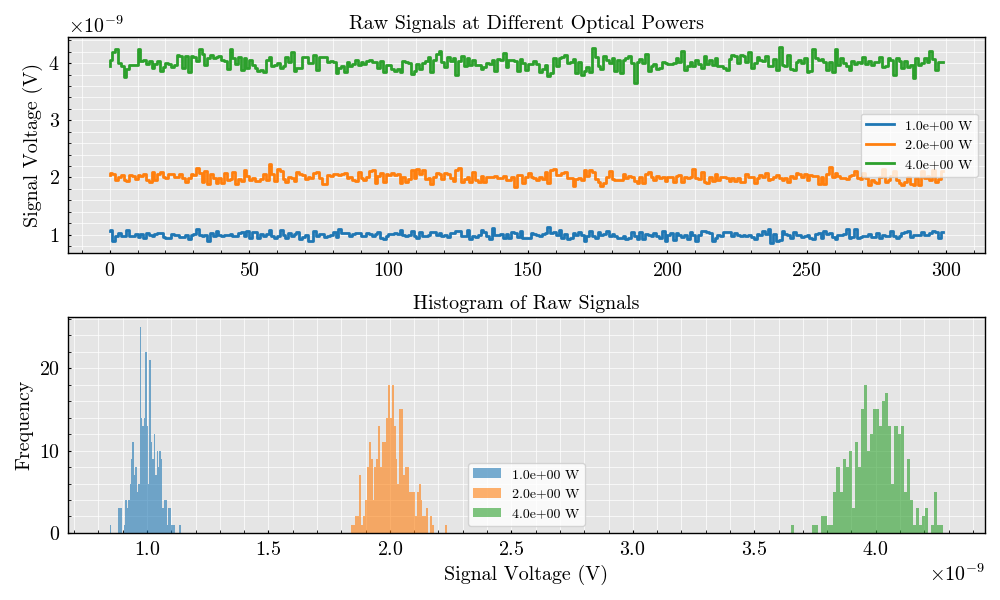 Raw Signals at Different Optical Powers
×10⁻⁹
Signal Voltage (V)
4
3
2
1
1.0e+00 W
2.0e+00 W
4.0e+00 W
0 50 100 150 200 250 300
Histogram of Raw Signals
Frequency
20
10
0
1.0e+00 W
2.0e+00 W
4.0e+00 W
1.0 1.5 2.0 2.5 3.0 3.5 4.0
Signal Voltage (V)
×10⁻⁹